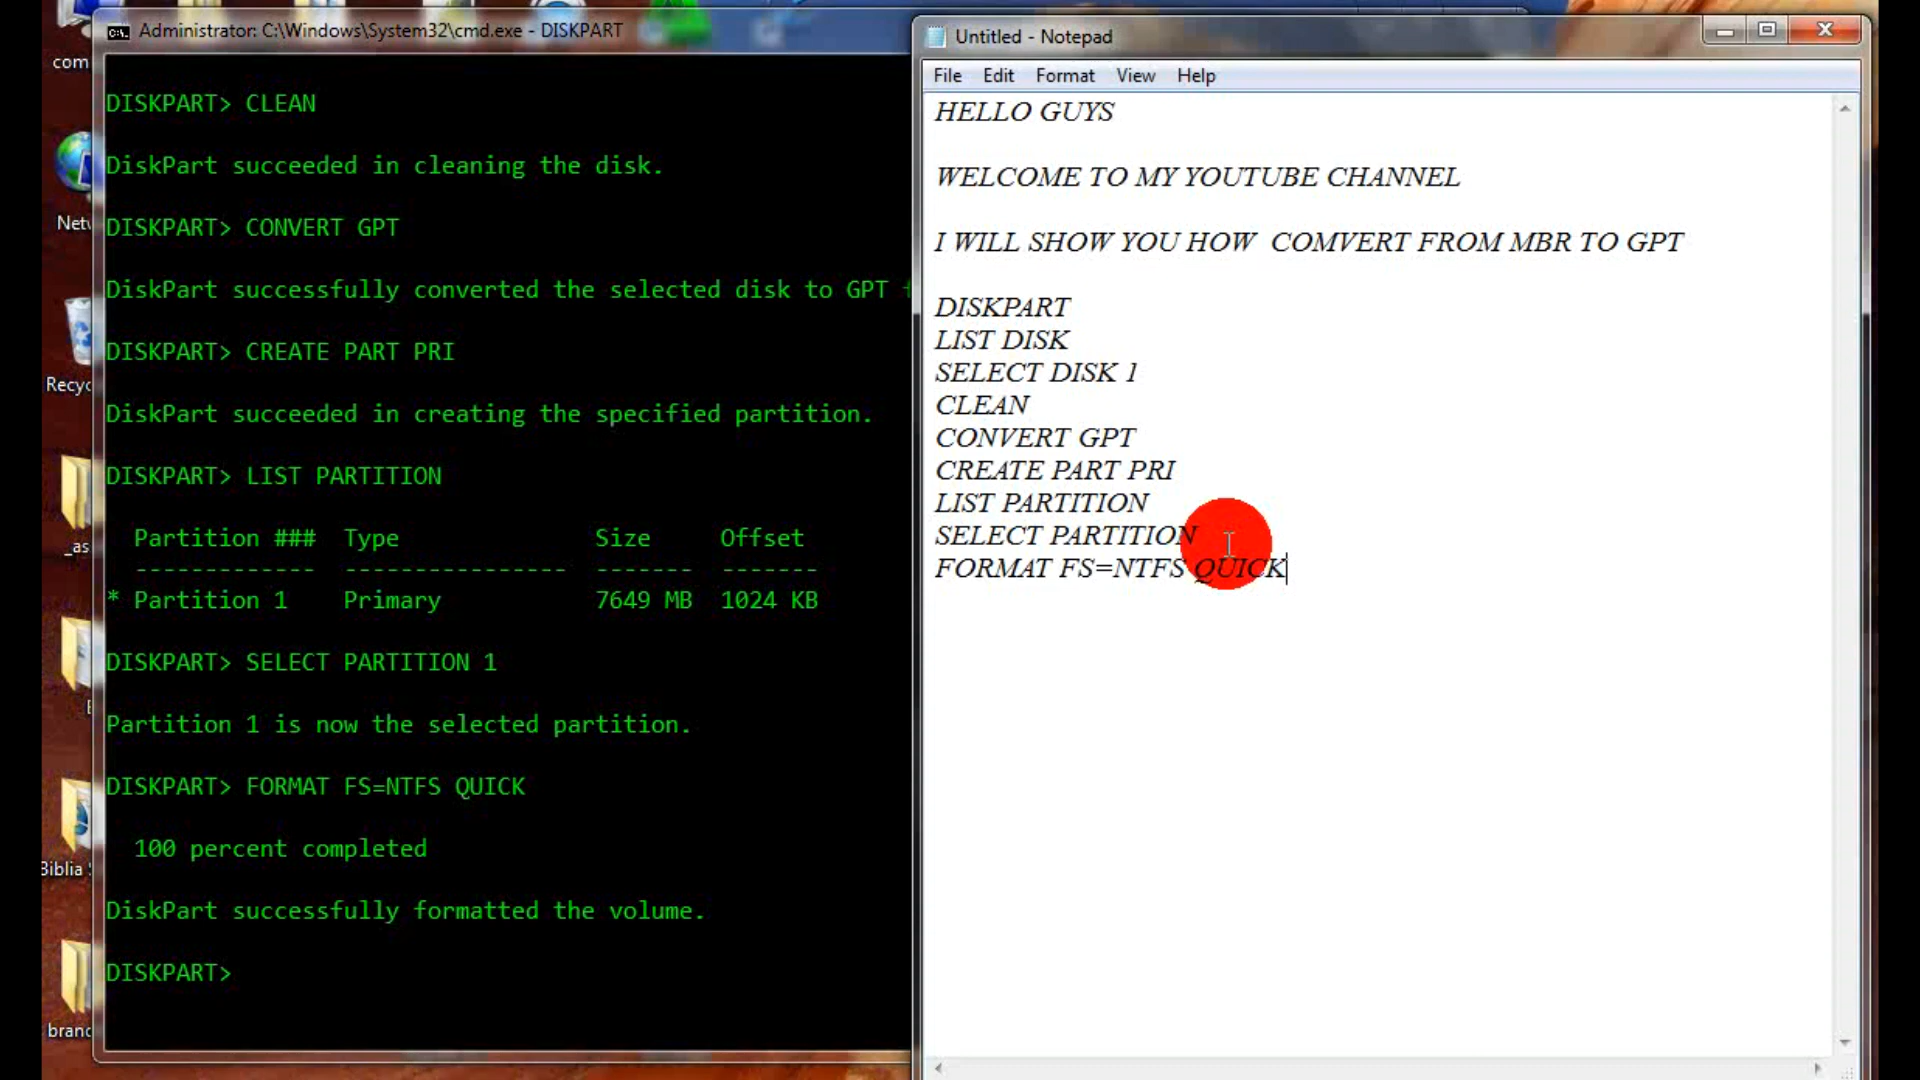 Administrator: C:\Windows\System32\cmd.exe - DISKPART
DISKPART> CLEAN
DiskPart succeeded in cleaning the disk.
DISKPART> CONVERT GPT
DiskPart successfully converted the selected disk to GPT
DISKPART> CREATE PART PRI
DiskPart succeeded in creating the specified partition.
DISKPART> LIST PARTITION
Partition ### Type Size Offset
------------- ---------------- ------- -------
* Partition 1 Primary 7649 MB 1024 KB
DISKPART> SELECT PARTITION 1
Partition 1 is now the selected partition.
DISKPART> FORMAT FS=NTFS QUICK
100 percent completed
DiskPart successfully formatted the volume.
DISKPART>
Untitled - Notepad
File Edit Format View Help
HELLO GUYS
WELCOME TO MY YOUTUBE CHANNEL
I WILL SHOW YOU HOW COMVERT FROM MBR TO GPT
DISKPART
LIST DISK
SELECT DISK 1
CLEAN
CONVERT GPT
CREATE PART PRI
LIST PARTITION
SELECT PARTITION
FORMAT FS=NTFS QUICK
com
Net
Recyc
_as
Biblia
branc